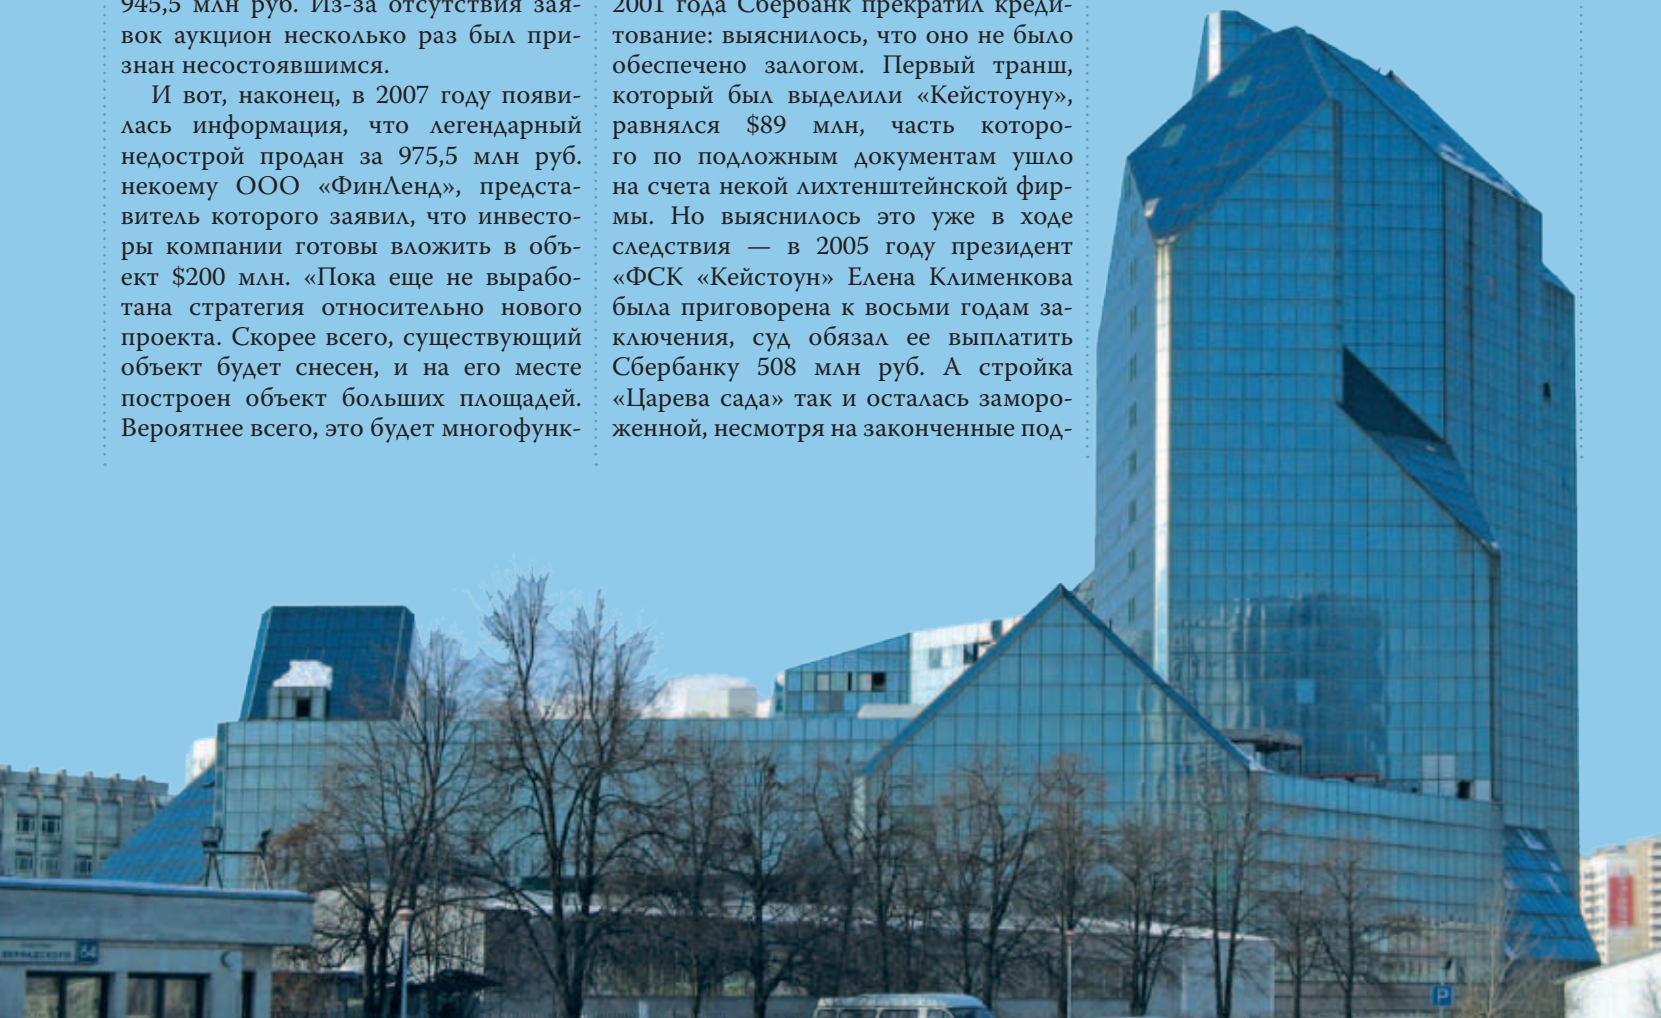 945,5 млн руб. Из-за отсутствия зая-
вок аукцион несколько раз был при-
знан несостоявшимся.
И вот, наконец, в 2007 году появи-
лась информация, что легендарный
недострой продан за 975,5 млн руб.
некоему ООО «ФинЛенд», предста-
витель которого заявил, что инвесто-
ры компании готовы вложить в объ-
ект $200 млн. «Пока еще не вырабо-
тана стратегия относительно нового
проекта. Скорее всего, существующий
объект будет снесен, и на его месте
построен объект больших площадей.
Вероятнее всего, это будет многофунк-
2001 года Сбербанк прекратил креди-
тование: выяснилось, что оно не было
обеспечено залогом. Первый транш,
который был выделили «Кейстоуну»,
равнялся $89 млн, часть которо-
го по подложным документам ушло
на счета некой лихтенштейнской фир-
мы. Но выяснилось это уже в ходе
следствия — в 2005 году президент
«ФСК «Кейстоун» Елена Клименкова
была приговорена к восьми годам за-
ключения, суд обязал ее выплатить
Сбербанку 508 млн руб. А стройка
«Царева сада» так и осталась заморо-
женной, несмотря на законченные под-
ВЕРНАДСКОГО 64
P